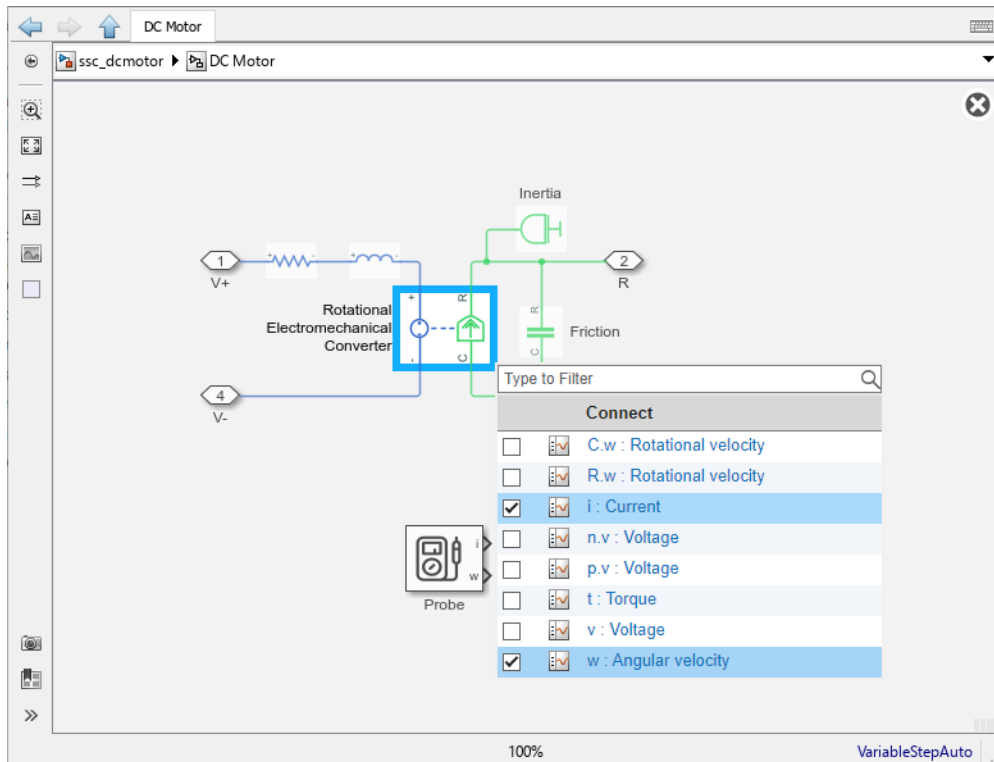 DC Motor
ssc_dcmotor DC Motor
Inertia
1
V+
2
R
+ -
+ -
+ R
Rotational
Electromechanical
Converter
- C
R
Friction
C
4
V-
Type to Filter
Connect
C.w : Rotational velocity
R.w : Rotational velocity
i : Current
n.v : Voltage
p.v : Voltage
t : Torque
v : Voltage
w : Angular velocity
i
w
Probe
100%
VariableStepAuto